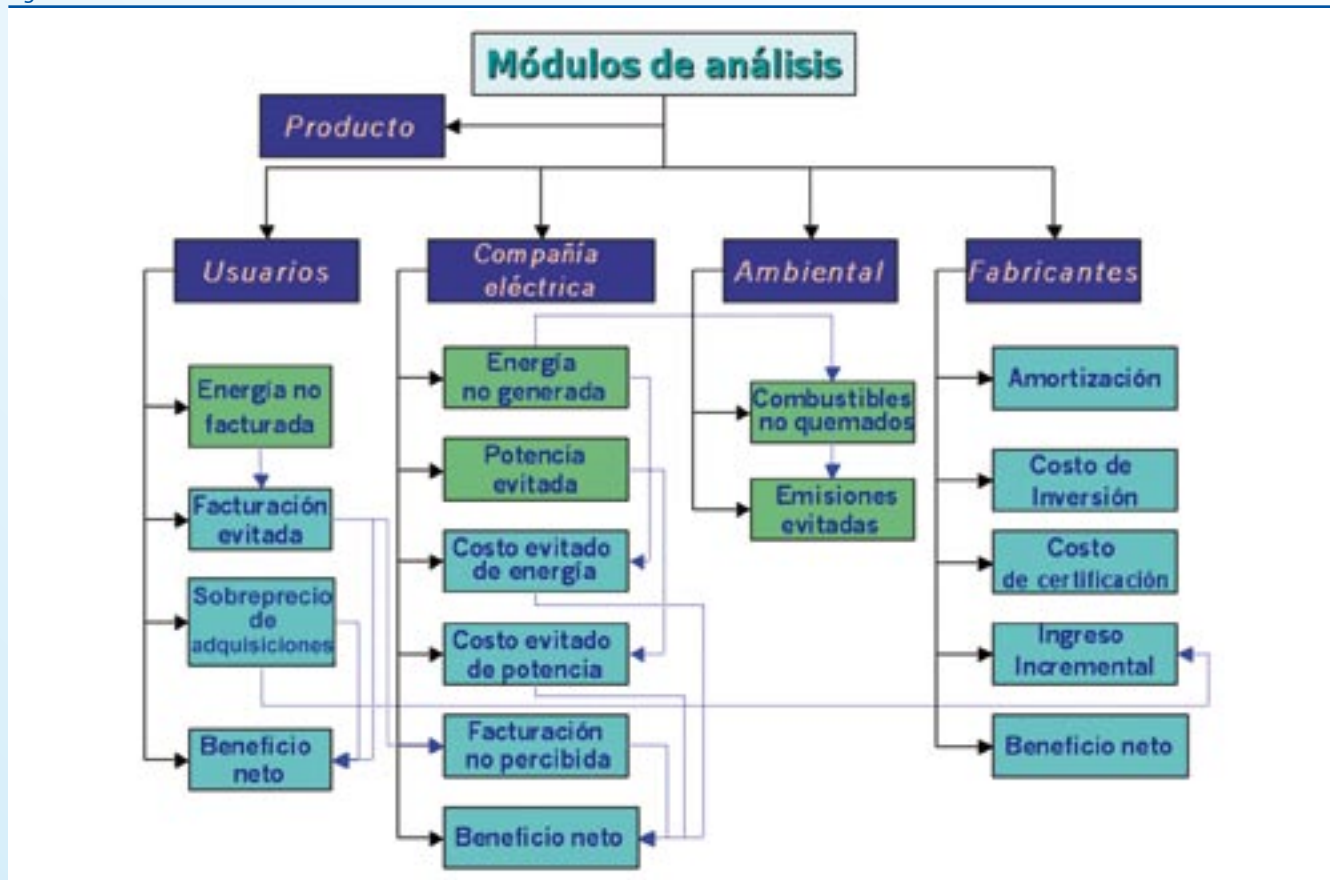 Módulos de análisis
Producto
Usuarios
Compañía
eléctrica
Ambiental
Fabricantes
Energía no
facturada
Facturación
evitada
Sobreprecio
de
adquisiciones
Beneficio
neto
Energía
no generada
Potencia
evitada
Costo evitado
de energía
Costo evitado
de potencia
Facturación
no percibida
Beneficio neto
Combustibles
no quemados
Emisiones
evitadas
Amortización
Costo de
Inversión
Costo
de certificación
Ingreso
Incremental
Beneficio neto